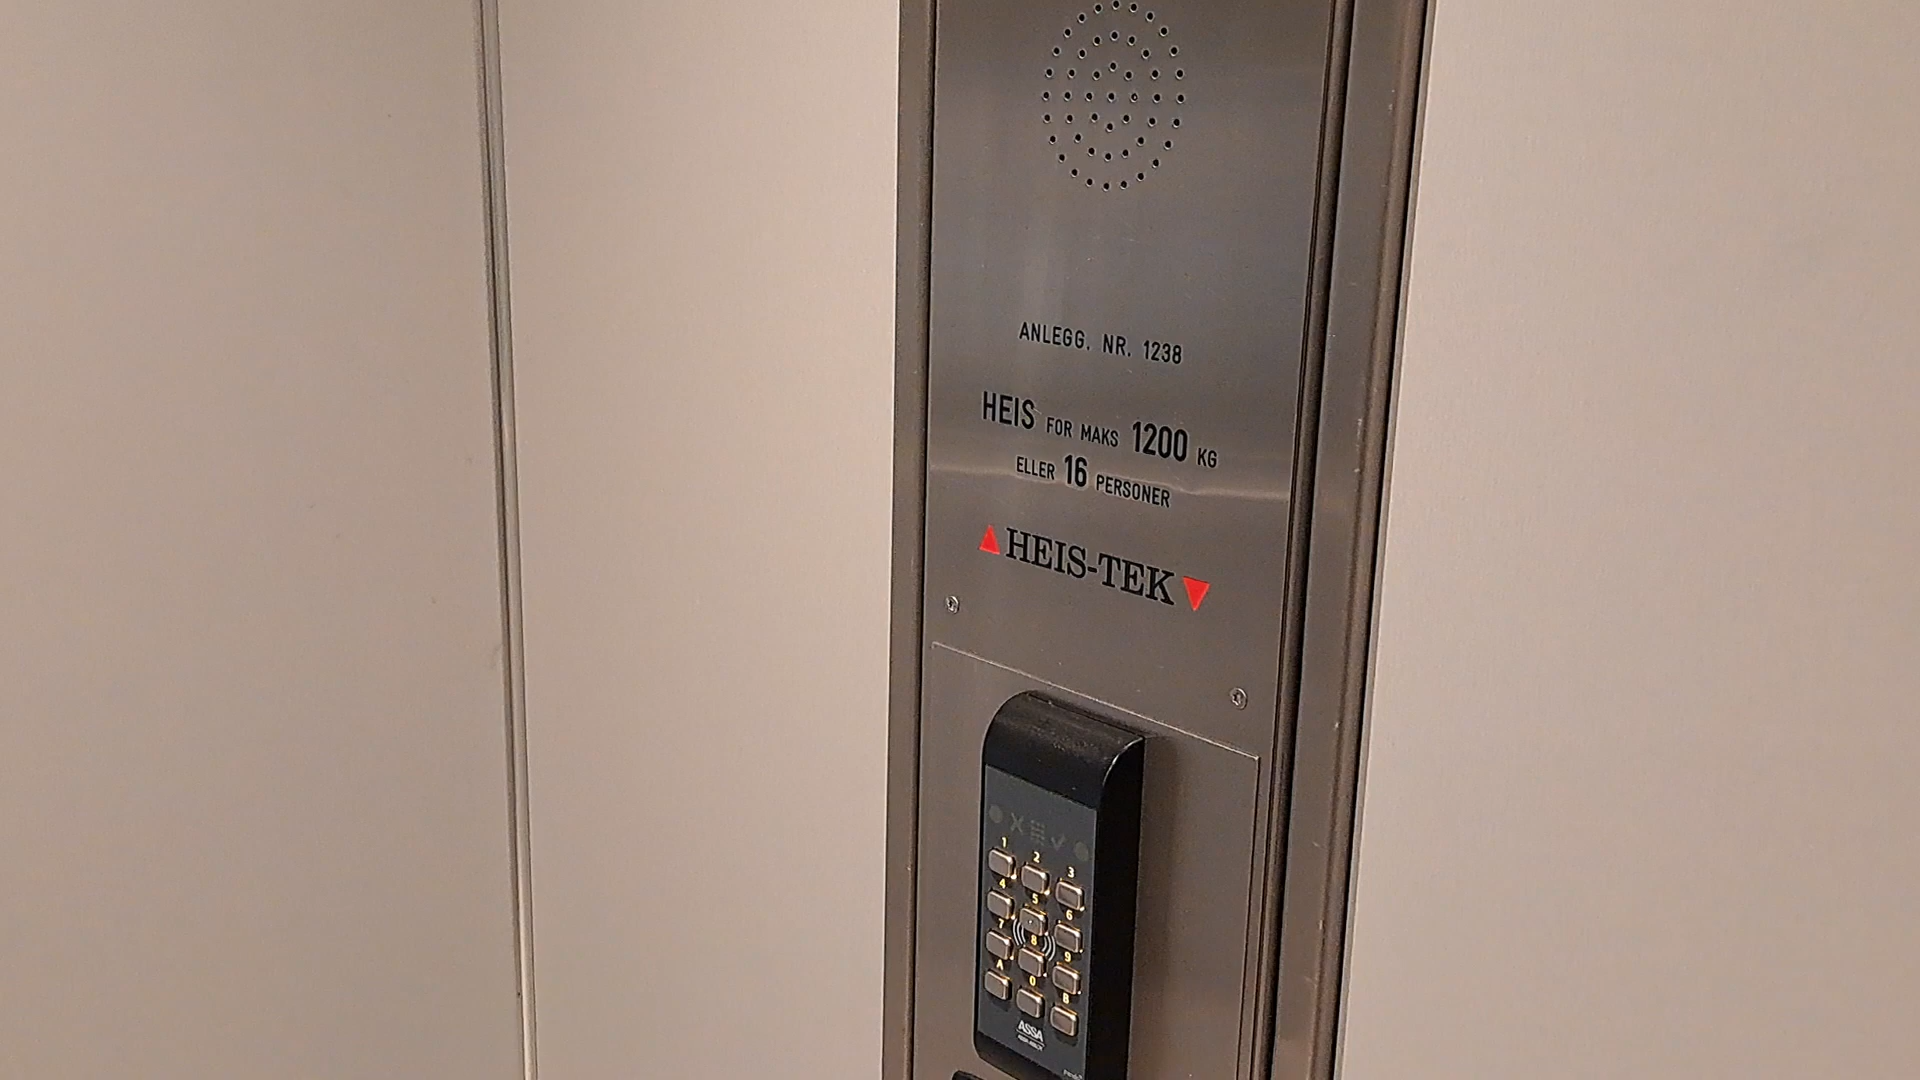 ANLEGG. NR. 1238
HEIS FOR MAKS 1200 KG
ELLER 16 PERSONER
HEIS-TEK
1 2 3
4 5 6
7 8 9
A 0 B
ASSA